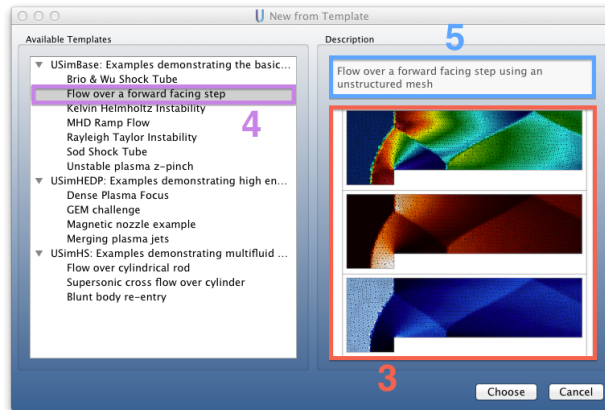 New from Template
Available Templates
Description
5
USimBase: Examples demonstrating the basic...
Brio & Wu Shock Tube
Flow over a forward facing step
Kelvin Helmholtz Instability
MHD Ramp Flow
Rayleigh Taylor Instability
Sod Shock Tube
Unstable plasma z-pinch
USimHEDP: Examples demonstrating high en...
Dense Plasma Focus
GEM challenge
Magnetic nozzle example
Merging plasma jets
USimHS: Examples demonstrating multifluid ...
Flow over cylindrical rod
Supersonic cross flow over cylinder
Blunt body re-entry
4
Flow over a forward facing step using an
unstructured mesh
3
Choose
Cancel